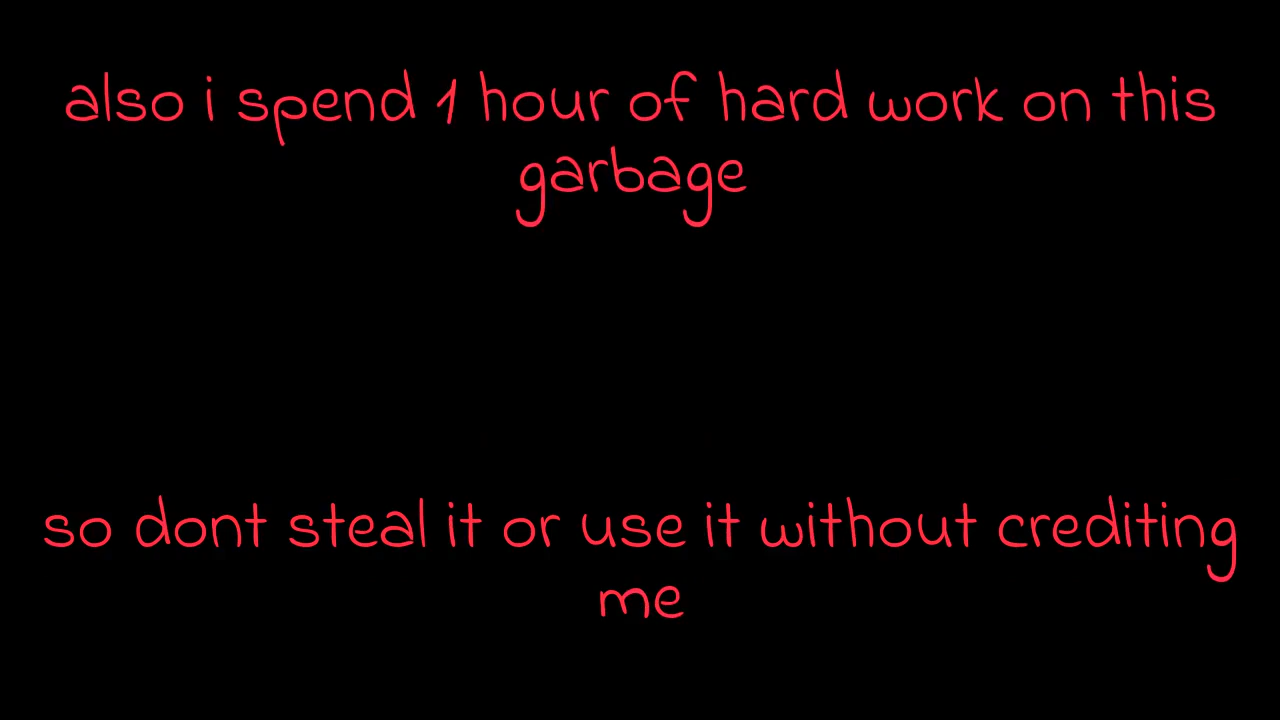 also i spend 1 hour of hard work on this
garbage
so dont steal it or use it without crediting
me